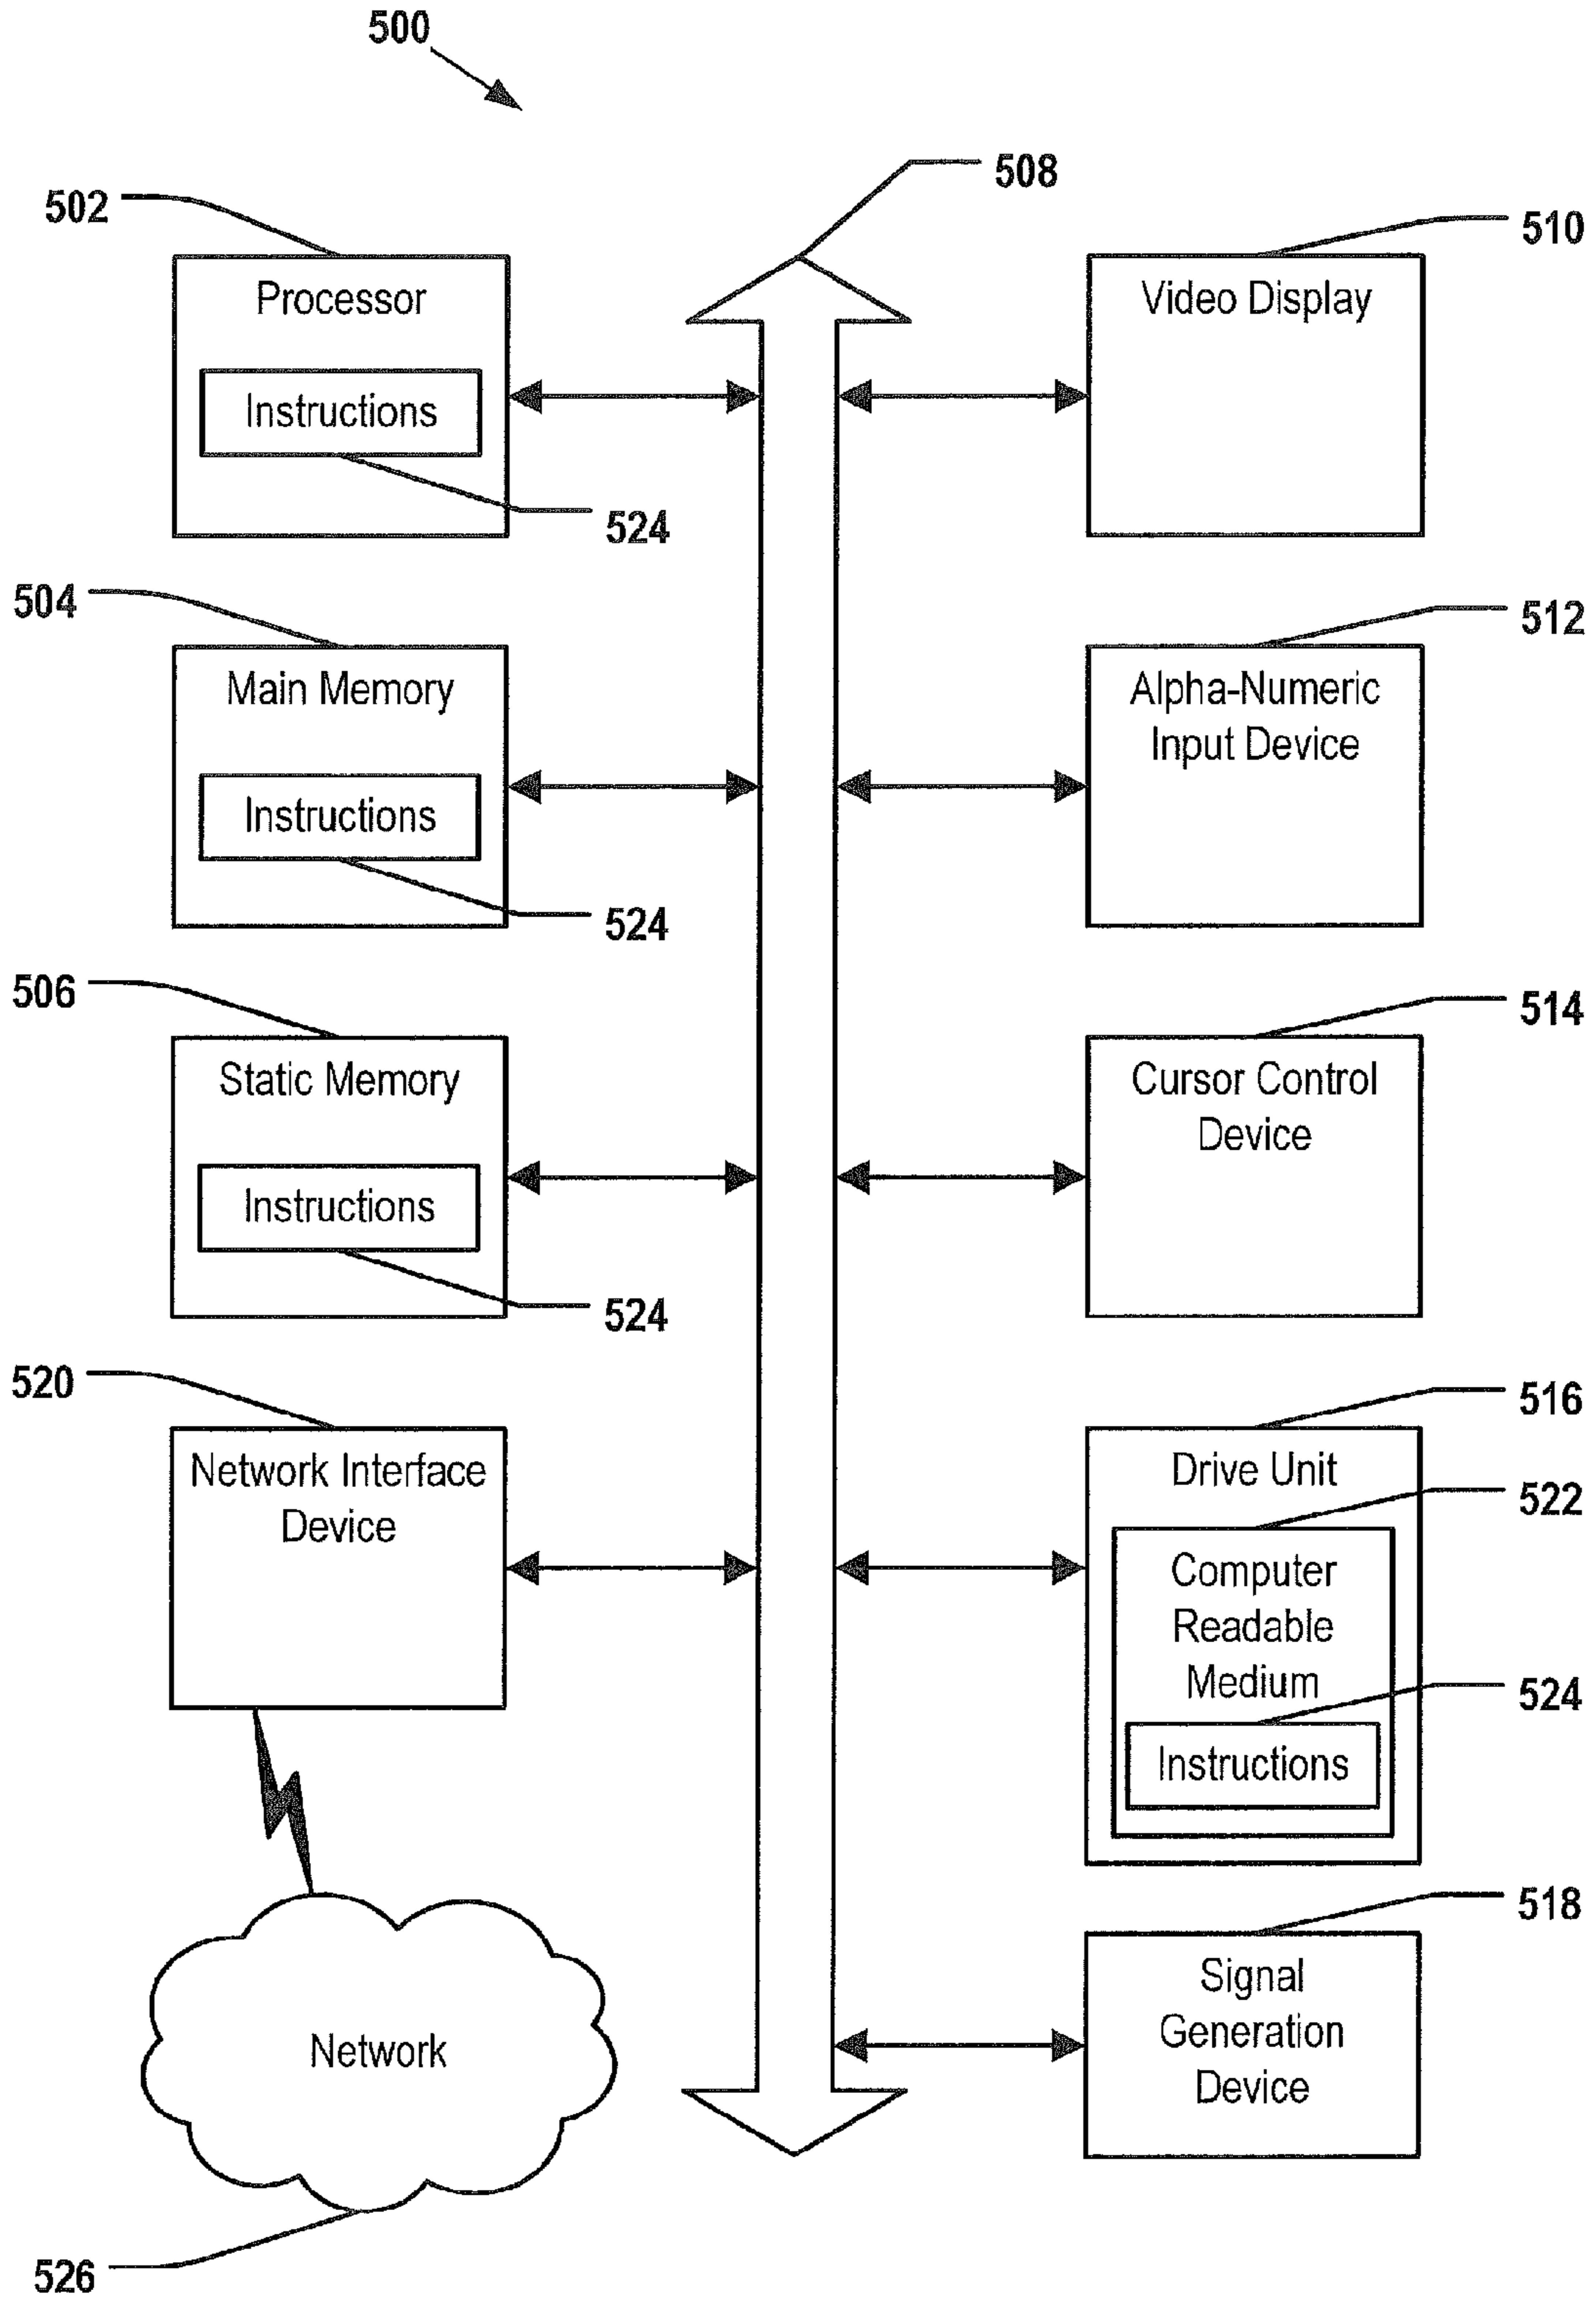 500
508
502
510
Processor
Instructions
524
Video Display
504
512
Main Memory
Instructions
524
Alpha-Numeric
Input Device
506
514
Static Memory
Instructions
524
Cursor Control
Device
520
516
Network Interface
Device
Drive Unit
522
Computer
Readable
Medium
524
Instructions
518
Signal
Generation
Device
Network
526